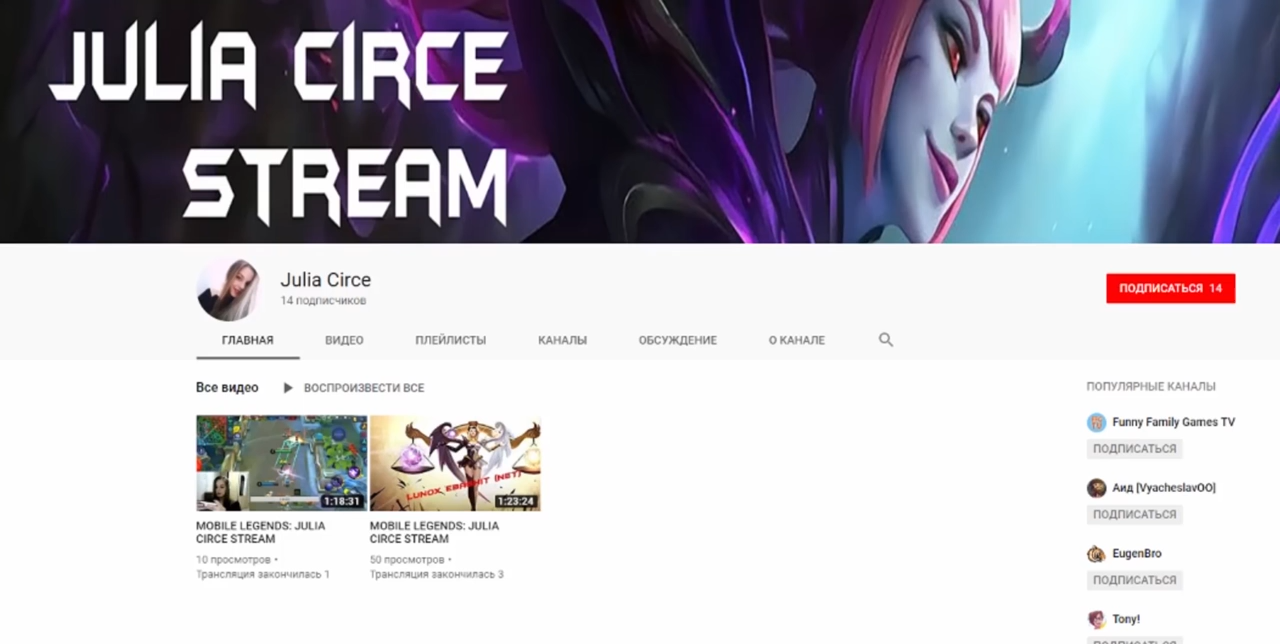 JULIA CIRCE
STREAM
Julia Circe
14 подписчиков
ПОДПИСАТЬСЯ 14
ГЛАВНАЯ ВИДЕО ПЛЕЙЛИСТЫ КАНАЛЫ ОБСУЖДЕНИЕ О КАНАЛЕ
Все видео ВОСПРОИЗВЕСТИ ВСЕ
1:18:31
LUNOX (NET)
1:23:24
MOBILE LEGENDS: JULIA
CIRCE STREAM
10 просмотров •
Трансляция закончилась 1
MOBILE LEGENDS: JULIA
CIRCE STREAM
50 просмотров •
Трансляция закончилась 3
ПОПУЛЯРНЫЕ КАНАЛЫ
Funny Family Games TV
ПОДПИСАТЬСЯ
Аид [VyacheslavOO]
ПОДПИСАТЬСЯ
EugenBro
ПОДПИСАТЬСЯ
Tony!